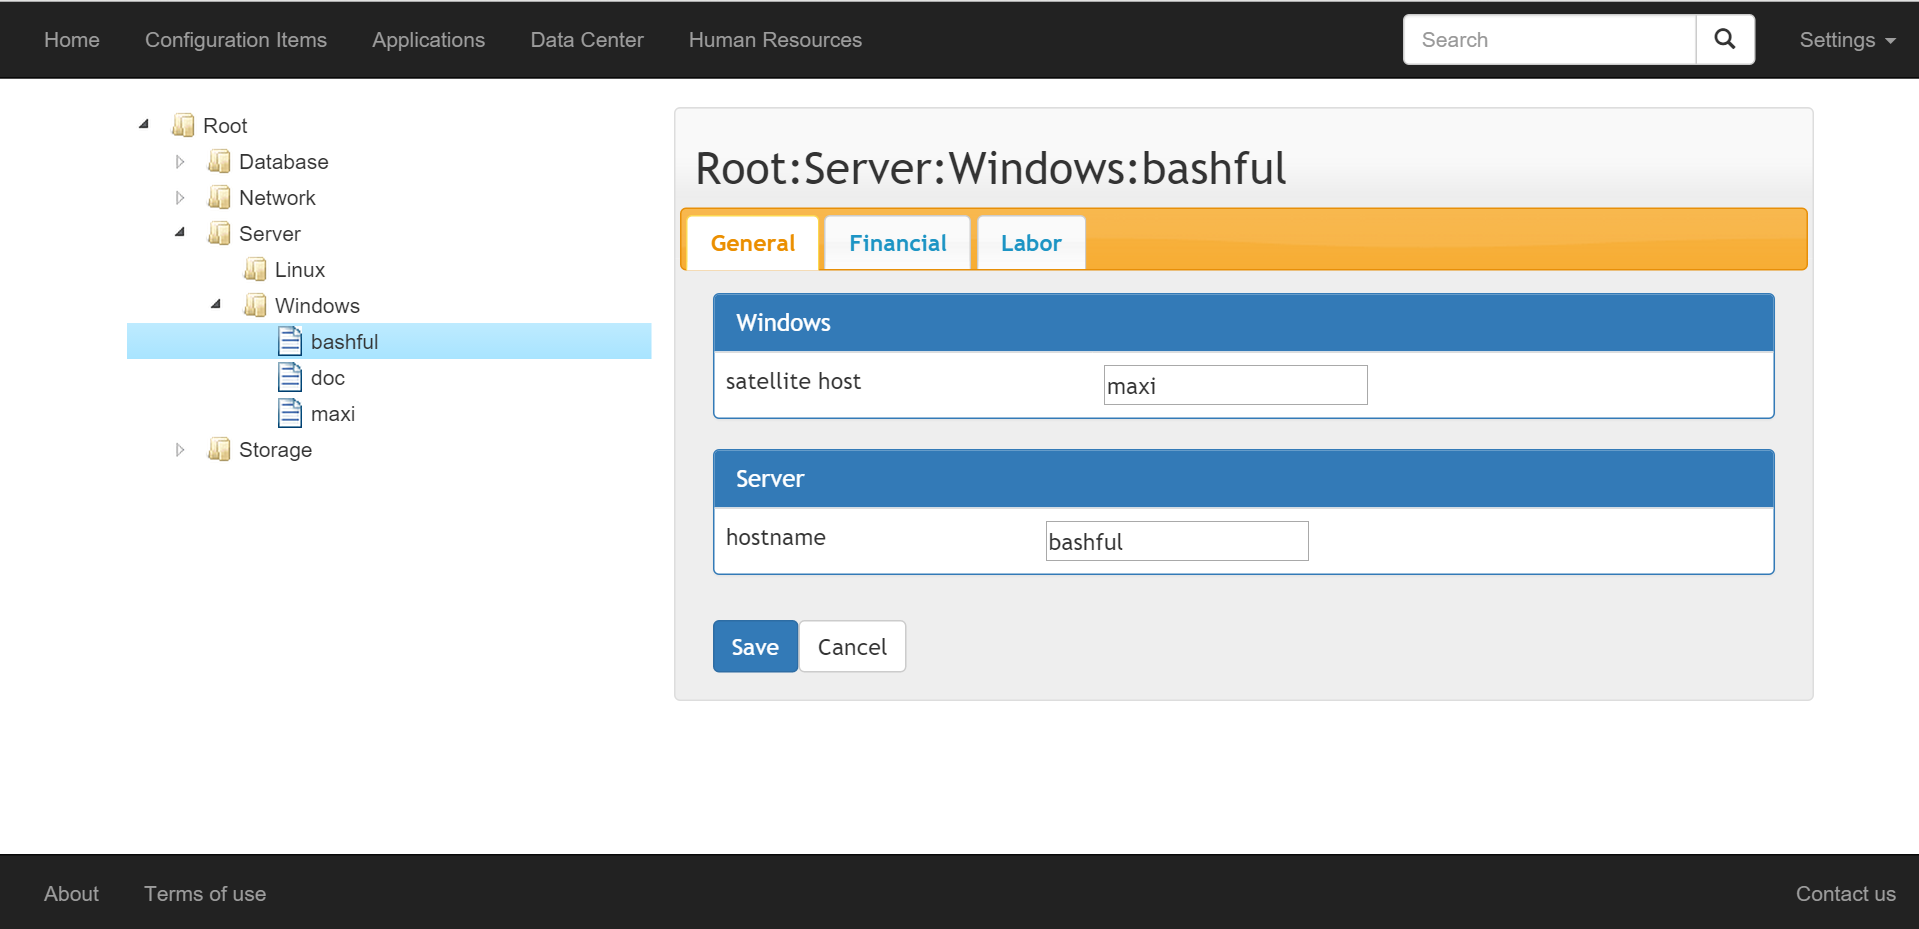 Home Configuration Items Applications Data Center Human Resources Search Settings
Root
Database
Network
Server
Linux
Windows
bashful
doc
maxi
Storage
Root:Server:Windows:bashful
General Financial Labor
Windows
satellite host maxi
Server
hostname bashful
Save Cancel
About Terms of use Contact us